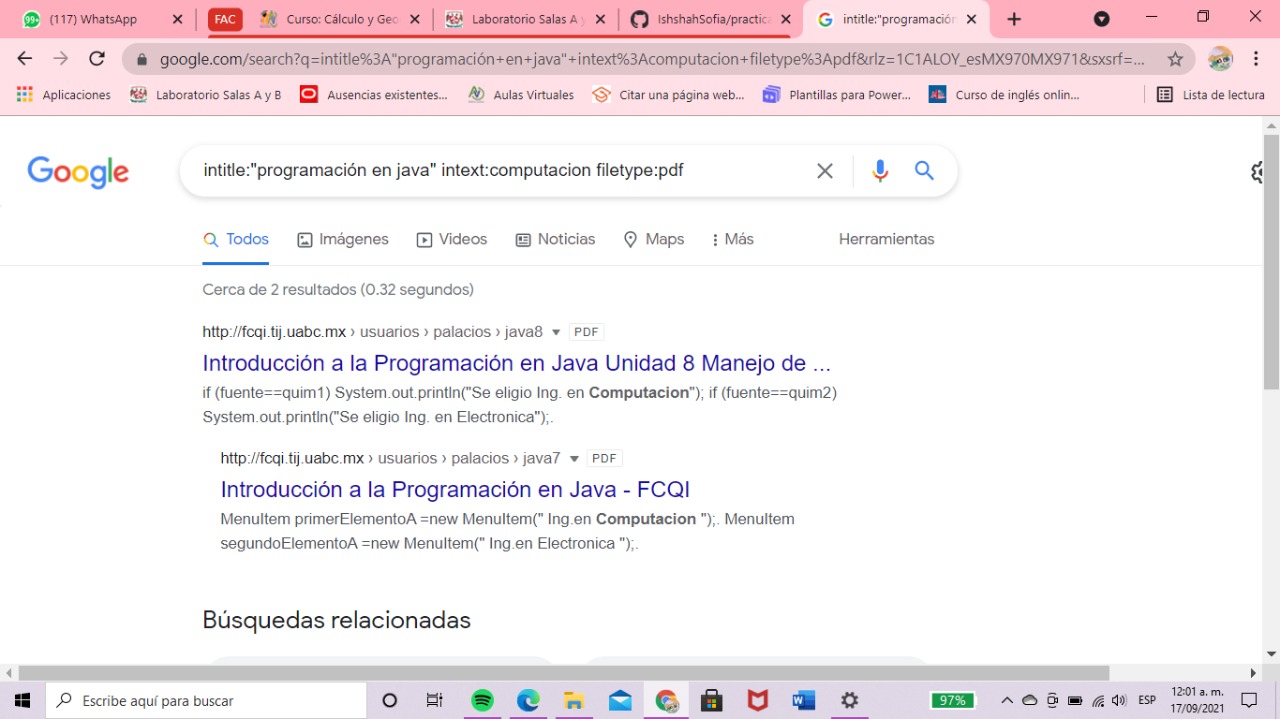 (117) WhatsApp
FAC
Curso: Cálculo y Geo
Laboratorio Salas A y
IshshahSofia/practica
intitle:"programación
google.com/search?q=intitle%3A"programación+en+java"+intext%3Acomputacion+filetype%3Apdf&rlz=1C1ALOY_esMX970MX971&sxsrf=...
Aplicaciones
Laboratorio Salas A y B
Ausencias existentes...
Aulas Virtuales
Citar una página web...
Plantillas para Power...
Curso de inglés onlin...
Lista de lectura
Google
intitle:"programación en java" intext:computacion filetype:pdf
Todos
Imágenes
Videos
Noticias
Maps
Más
Herramientas
Cerca de 2 resultados (0.32 segundos)
http://fcqi.tij.uabc.mx › usuarios › palacios › java8 PDF
Introducción a la Programación en Java Unidad 8 Manejo de ...
if (fuente==quim1) System.out.println("Se eligio Ing. en Computacion"); if (fuente==quim2)
System.out.println("Se eligio Ing. en Electronica");.
http://fcqi.tij.uabc.mx › usuarios › palacios › java7 PDF
Introducción a la Programación en Java - FCQI
MenuItem primerElementoA =new MenuItem(" Ing.en Computacion ");. MenuItem
segundoElementoA =new MenuItem(" Ing.en Electronica ");.
Búsquedas relacionadas
Escribe aquí para buscar
97%
ESP
12:01 a. m.
17/09/2021